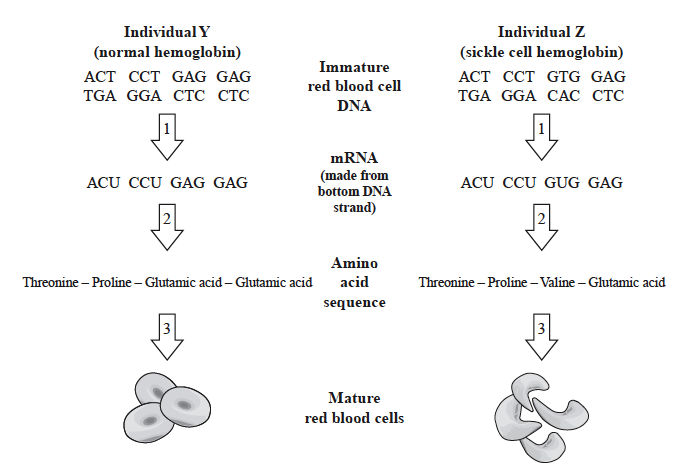 Individual Y
(normal hemoglobin)
ACT CCT GAG GAG
TGA GGA CTC CTC
1
ACU CCU GAG GAG
2
Threonine – Proline – Glutamic acid – Glutamic acid
3
Immature
red blood cell
DNA
mRNA
(made from
bottom DNA
strand)
Amino
acid
sequence
Mature
red blood cells
Individual Z
(sickle cell hemoglobin)
ACT CCT GTG GAG
TGA GGA CAC CTC
1
ACU CCU GUG GAG
2
Threonine – Proline – Valine – Glutamic acid
3